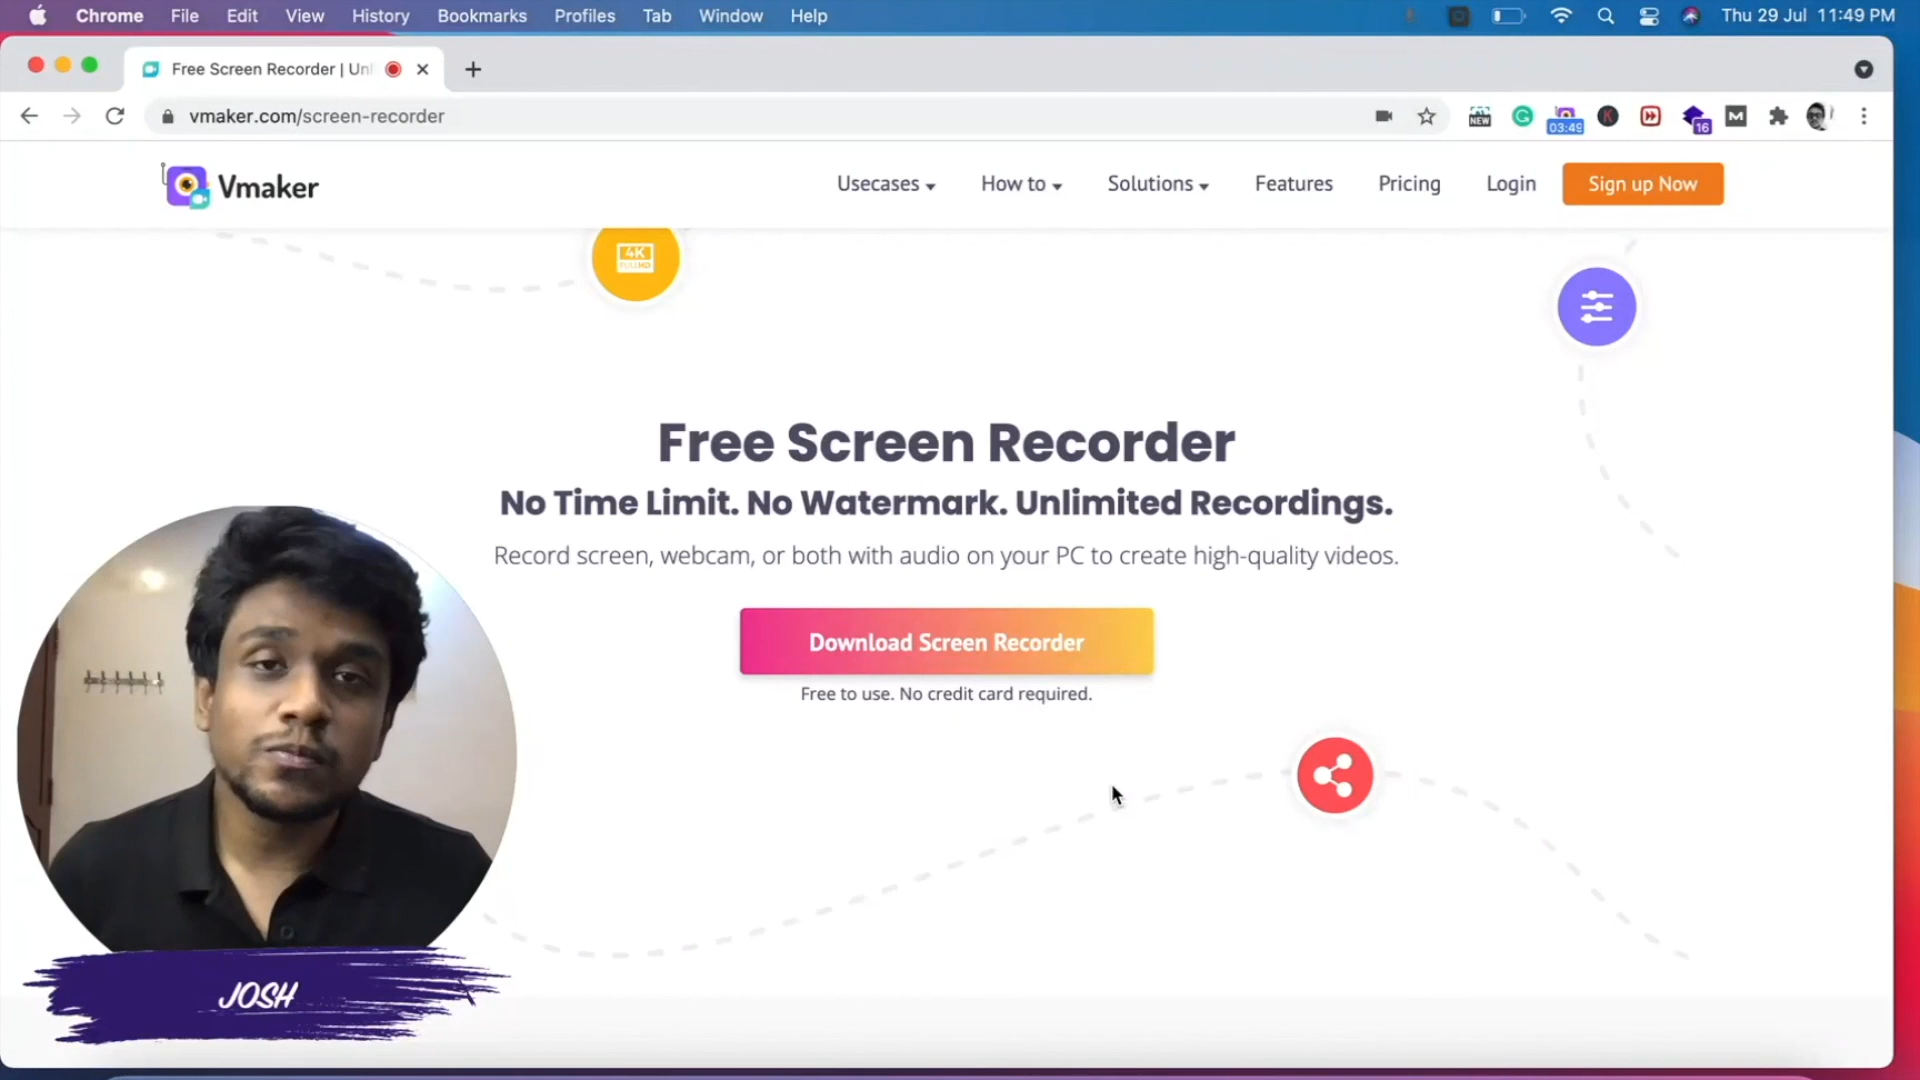 Chrome File Edit View History Bookmarks Profiles Tab Window Help Thu 29 Jul 11:49 PM
Free Screen Recorder | Unl
vmaker.com/screen-recorder
NEW
03:49
K
16
M
Vmaker
Usecases How to Solutions Features Pricing Login Sign up Now
4K
FULLHD
Free Screen Recorder
No Time Limit. No Watermark. Unlimited Recordings.
Record screen, webcam, or both with audio on your PC to create high-quality videos.
Download Screen Recorder
Free to use. No credit card required.
JOSH